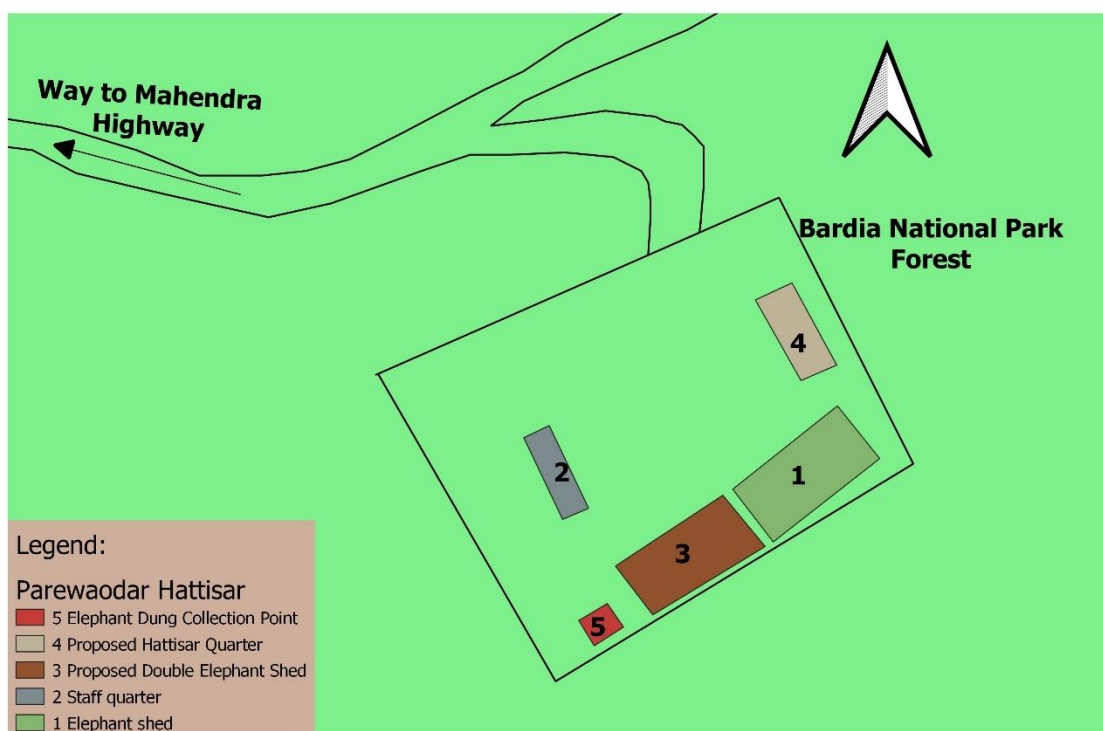 Way to Mahendra
Highway
Bardia National Park
Forest
4
1
2
3
5
Legend:
Parewaodar Hattisar
5 Elephant Dung Collection Point
4 Proposed Hattisar Quarter
3 Proposed Double Elephant Shed
2 Staff quarter
1 Elephant shed